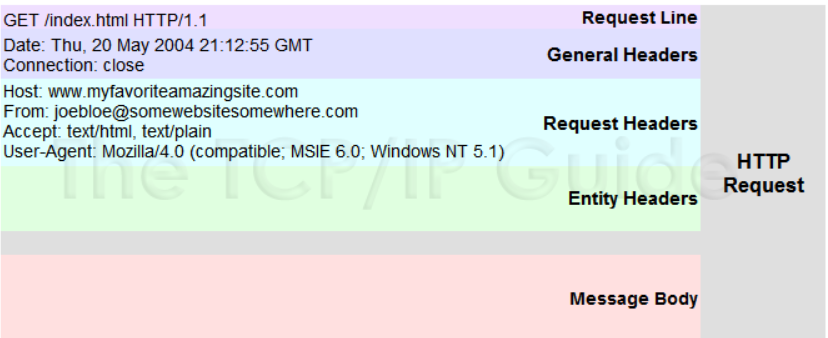 GET /index.html HTTP/1.1 Request Line
Date: Thu, 20 May 2004 21:12:55 GMT
Connection: close
General Headers
Host: www.myfavoriteamazingsite.com
From: joebloe@somewebsitesomewhere.com
Accept: text/html, text/plain
User-Agent: Mozilla/4.0 (compatible; MSIE 6.0; Windows NT 5.1)
Request Headers
The TCP/IP Guide
Entity Headers
Message Body
HTTP
Request